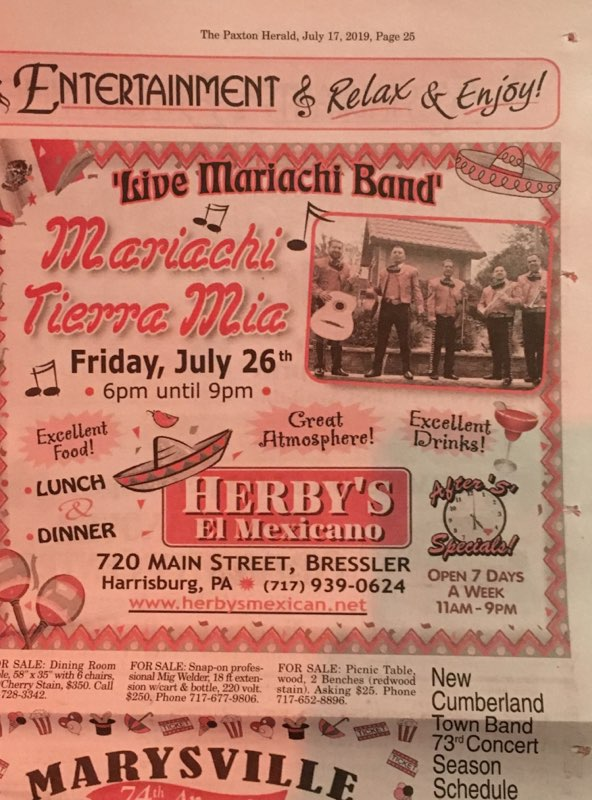 The Paxton Herald, July 17, 2019, Page 25
ENTERTAINMENT Relax & Enjoy!
'Live Mariachi Band'
Mariachi
Tierra Mia
Friday, July 26th
• 6pm until 9pm •
Excellent
Food!
Great
Atmosphere!
Excellent
Drinks!
• LUNCH
&
• DINNER
HERBY'S
El Mexicano
After '5'
Specials!
720 MAIN STREET, BRESSLER
Harrisburg, PA (717) 939-0624
www.herbysmexican.net
OPEN 7 DAYS
A WEEK
11AM - 9PM
R SALE: Dining Room
le, 58" x 35" with 6 chairs,
Cherry Stain, $350. Call
728-3342.
FOR SALE: Snap-on profes-
sional Mig Welder, 18 ft exten-
sion w/cart & bottle, 220 volt.
$250, Phone 717-677-9806.
FOR SALE: Picnic Table,
wood, 2 Benches (redwood
stain). Asking $25. Phone
717-652-8896.
New
Cumberland
Town Band
73rd Concert
Season
Schedule
MARYSVILLE
74th